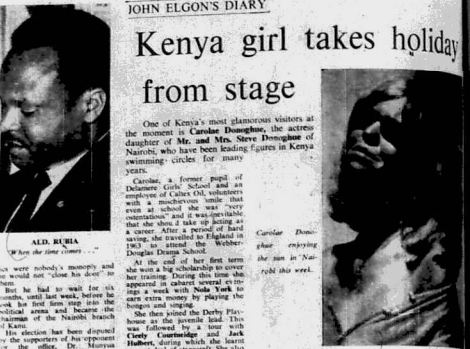 JOHN ELGON'S DIARY
Kenya girl takes holiday
from stage
One of Kenya's most glamorous visitors at
the moment is Carolae Donoghue, the actress
daughter of Mr. and Mrs. Steve Donoghue of
Nairobi, who have been leading figures in Kenya
swimming circles for many
years.
Carolae, a former pupil of
Delamere Girls' School and an
employee of Caltex Oil, volunteers
with a mischievous smile that
even at school she was "very
ostentatious" and it was inevitable
that she should take up acting as
a career. After a period of hard
saving, she travelled to England in
1963 to attend the Webber-
Douglas Drama School.
At the end of her first term
she won a big scholarship to cover
her training. During this time she
appeared in cabaret several even-
ings a week with Nola York to
earn extra money by playing the
bongos and singing.
She then joined the Derby Play-
house as the juvenile lead. This
was followed by a tour with
Cicely Courtneidge and Jack
Hulbert, during which she learnt
Carolae Dono-
ghue enjoying
the sun in Nai-
robi this week.
ALD. RUBIA
"When the time comes . . ."
were nobody's monopoly and
he would not "close his door" to
them.
But he had to wait for six
months, until last week, before he
took his first firm step into the
political arena and became the
chairman of the Nairobi branch
of Kanu.
His election has been disputed
by the supporters of his opponent
the office, Dr. Munyua